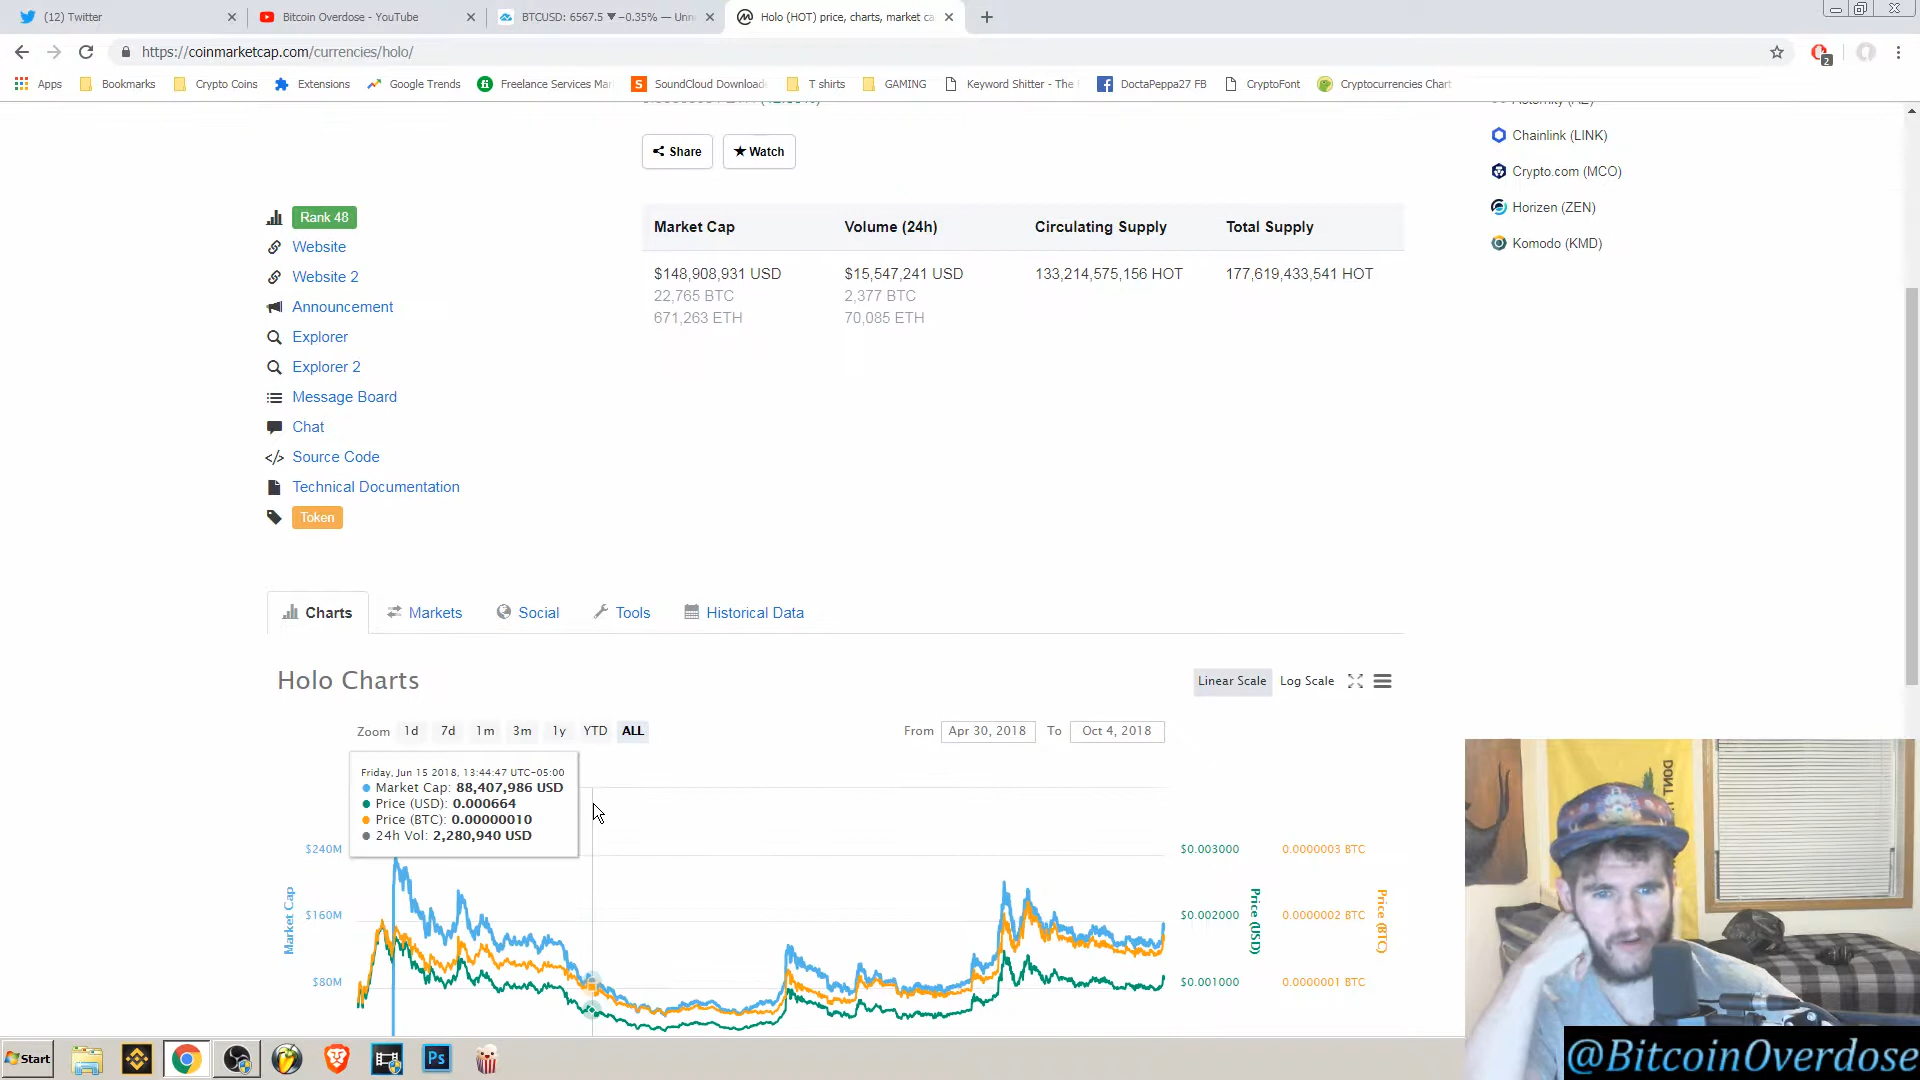 (12) Twitter
Bitcoin Overdose - YouTube
BTCUSD: 6567.5 ▼ −0.35% — Unn
Holo (HOT) price, charts, market ca
https://coinmarketcap.com/currencies/holo/
2
Apps
Bookmarks
Crypto Coins
Extensions
Google Trends
Freelance Services Mar
SoundCloud Download
T shirts
GAMING
Keyword Shitter - The
DoctaPeppa27 FB
CryptoFont
Cryptocurrencies Chart
Chainlink (LINK)
Crypto.com (MCO)
Horizen (ZEN)
Komodo (KMD)
Share
Watch
Rank 48
Website
Website 2
Announcement
Explorer
Explorer 2
Message Board
Chat
Source Code
Technical Documentation
Token
Market Cap Volume (24h) Circulating Supply Total Supply
$148,908,931 USD $15,547,241 USD 133,214,575,156 HOT 177,619,433,541 HOT
22,765 BTC 2,377 BTC
671,263 ETH 70,085 ETH
Charts Markets Social Tools Historical Data
Holo Charts
Linear Scale Log Scale
Zoom 1d 7d 1m 3m 1y YTD ALL
From Apr 30, 2018 To Oct 4, 2018
Friday, Jun 15 2018, 13:44:47 UTC-05:00
Market Cap: 88,407,986 USD
Price (USD): 0.000664
Price (BTC): 0.00000010
24h Vol: 2,280,940 USD
$240M
$160M
$80M
Market Cap
$0.003000
$0.002000
$0.001000
Price (USD)
0.0000003 BTC
0.0000002 BTC
0.0000001 BTC
Price (BTC)
DONT
Start
Ps
@BitcoinOverdose